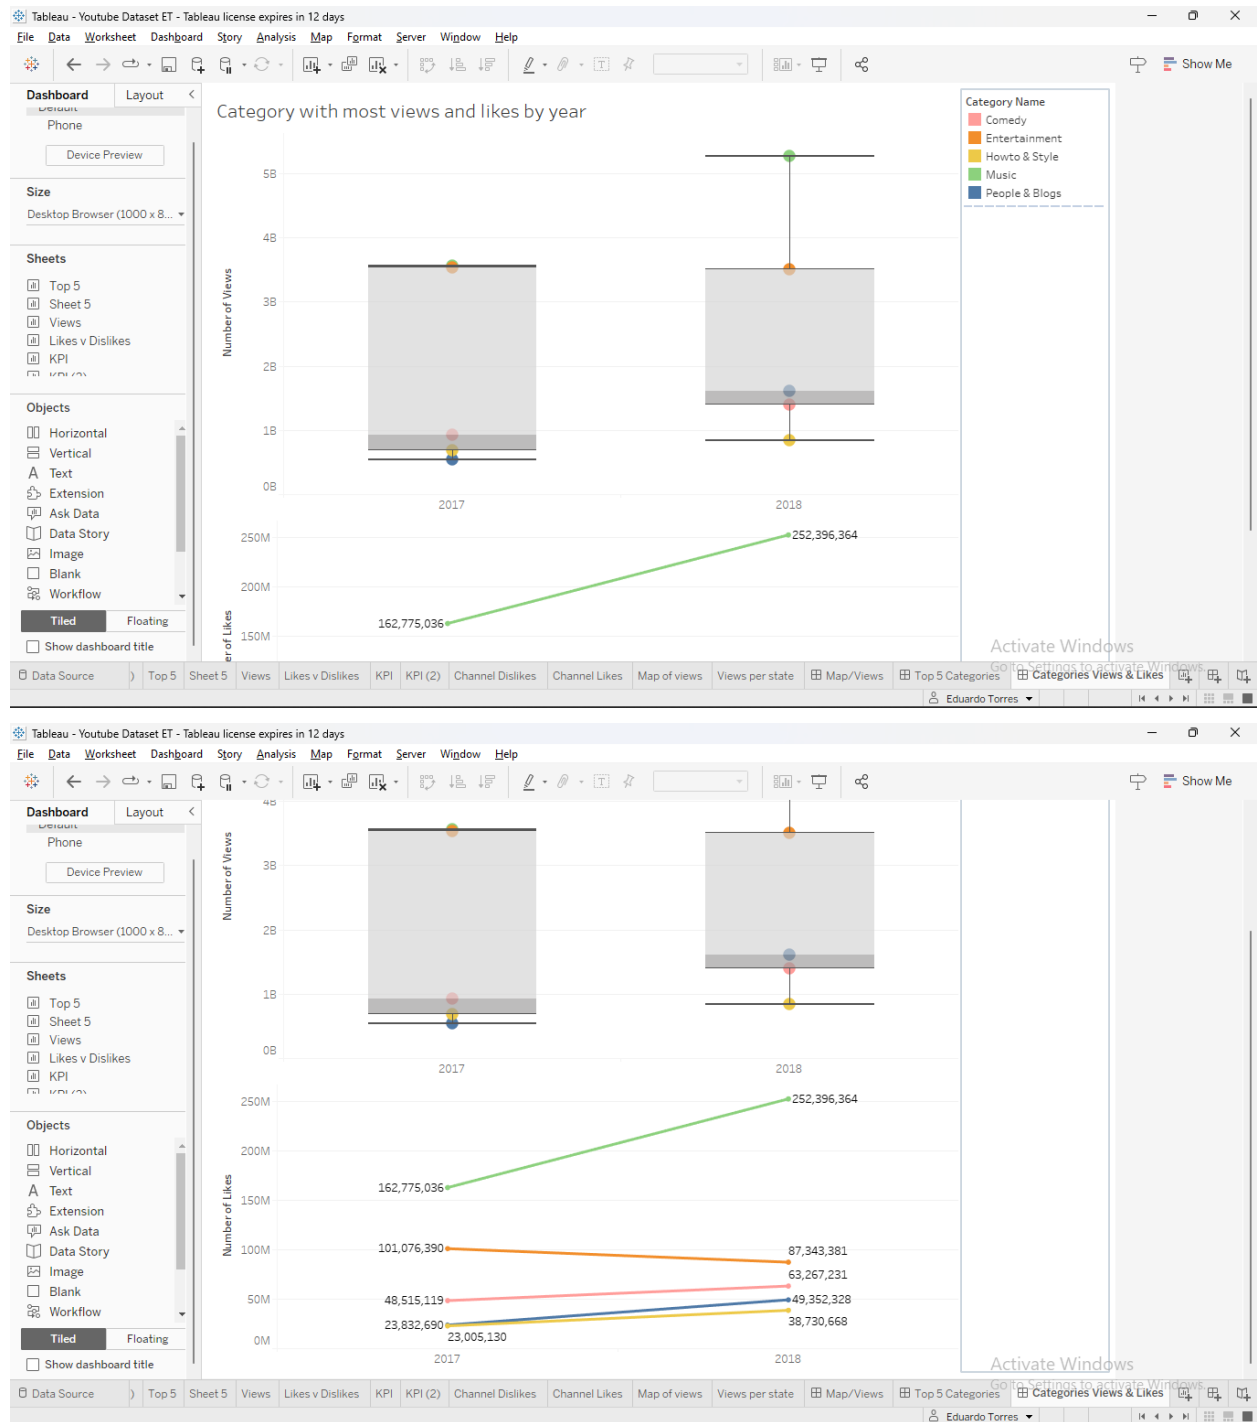 Tableau - Youtube Dataset ET - Tableau license expires in 12 days
File Data Worksheet Dashboard Story Analysis Map Format Server Window Help
Show Me
Dashboard Layout
Default
Phone
Device Preview
Size
Desktop Browser (1000 x 8...
Sheets
Top 5
Sheet 5
Views
Likes v Dislikes
KPI
KPI (2)
Objects
Horizontal
Vertical
Text
Extension
Ask Data
Data Story
Image
Blank
Workflow
Tiled Floating
Show dashboard title
Category with most views and likes by year
Number of Views
5B
4B
3B
2B
1B
0B
2017 2018
250M
200M
150M
er of Likes
252,396,364
162,775,036
Category Name
Comedy
Entertainment
Howto & Style
Music
People & Blogs
Activate Windows
Go to Settings to activate Windows.
Data Source ) Top 5 Sheet 5 Views Likes v Dislikes KPI KPI (2) Channel Dislikes Channel Likes Map of views Views per state Map/Views Top 5 Categories Categories Views & Likes
Eduardo Torres
Tableau - Youtube Dataset ET - Tableau license expires in 12 days
File Data Worksheet Dashboard Story Analysis Map Format Server Window Help
Show Me
Dashboard Layout
Default
Phone
Device Preview
Size
Desktop Browser (1000 x 8...
Sheets
Top 5
Sheet 5
Views
Likes v Dislikes
KPI
KPI (2)
Objects
Horizontal
Vertical
Text
Extension
Ask Data
Data Story
Image
Blank
Workflow
Tiled Floating
Show dashboard title
Number of Views
4B
3B
2B
1B
0B
2017 2018
Number of Likes
250M
200M
150M
100M
50M
0M
252,396,364
162,775,036
101,076,390
87,343,381
63,267,231
48,515,119
49,352,328
23,832,690
38,730,668
23,005,130
2017 2018
Activate Windows
Go to Settings to activate Windows.
Data Source ) Top 5 Sheet 5 Views Likes v Dislikes KPI KPI (2) Channel Dislikes Channel Likes Map of views Views per state Map/Views Top 5 Categories Categories Views & Likes
Eduardo Torres